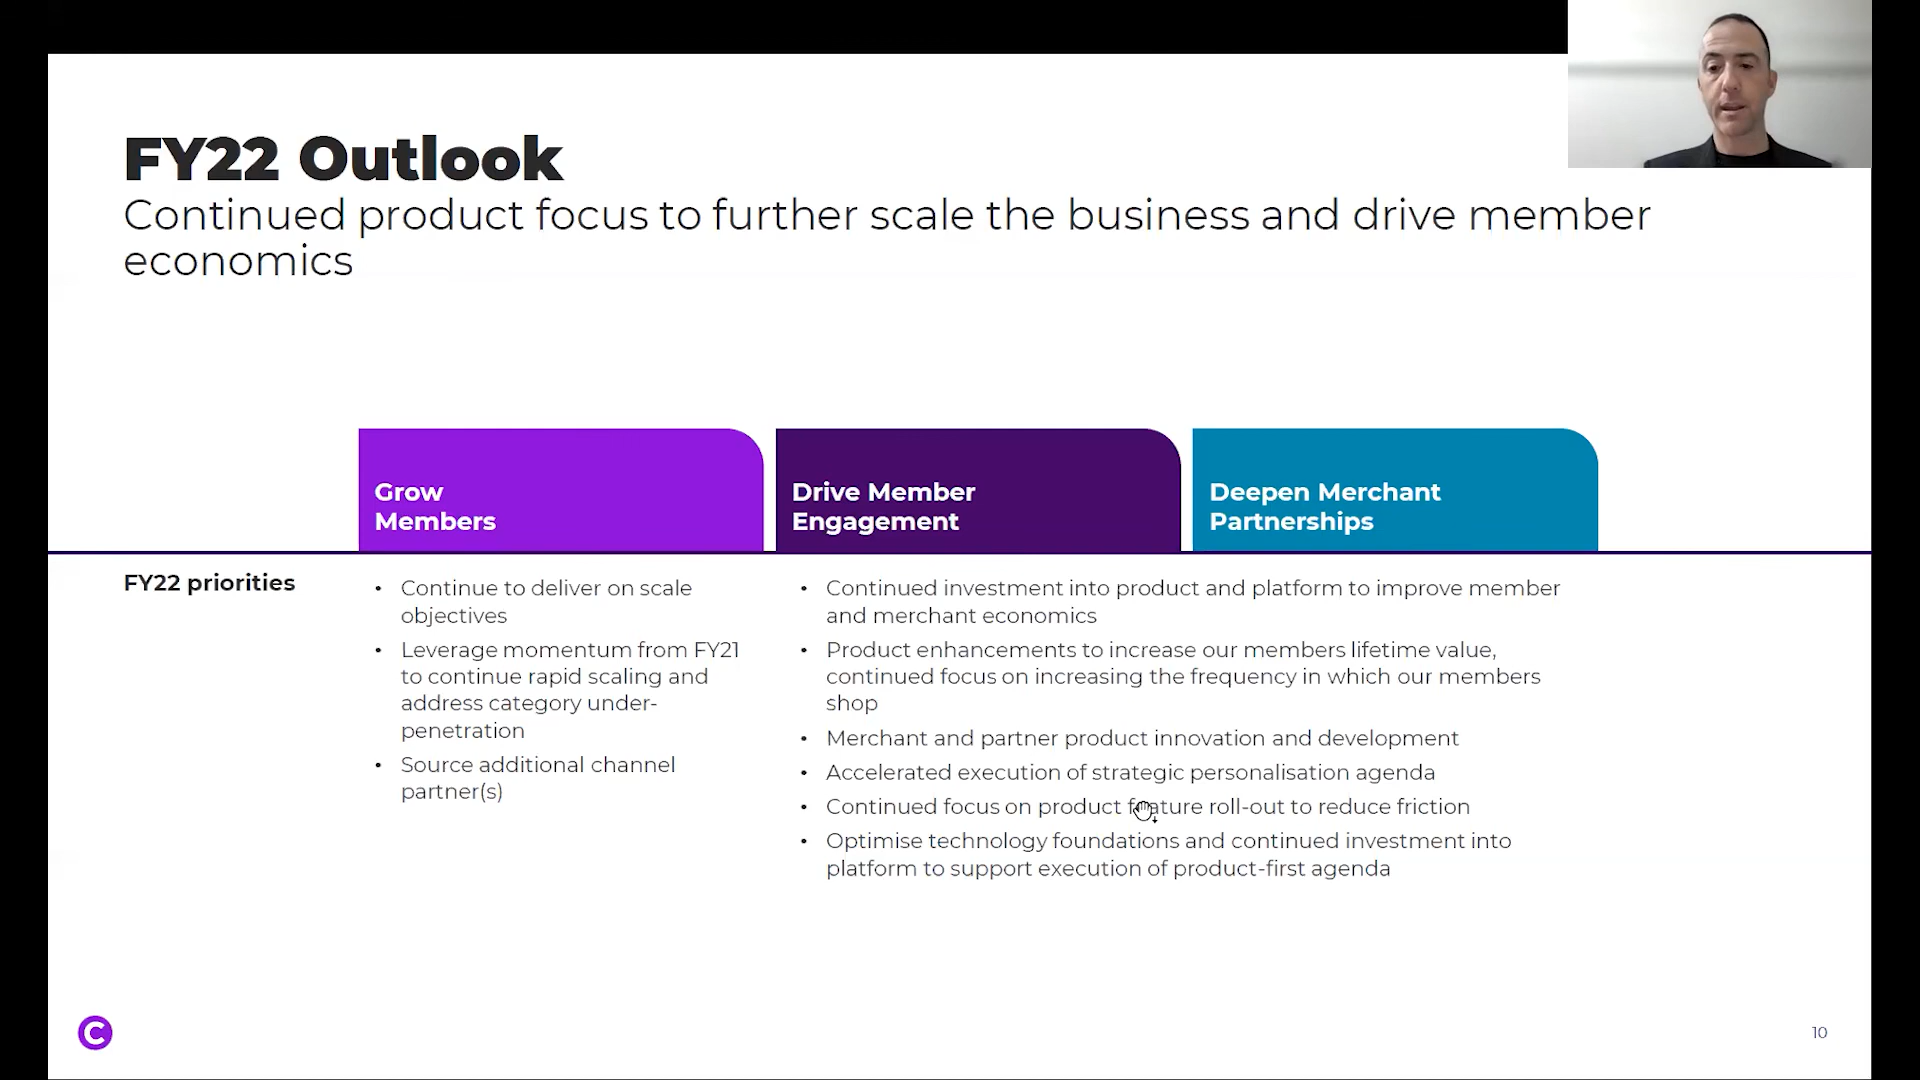 FY22 Outlook
Continued product focus to further scale the business and drive member
economics
Grow
Members
Drive Member
Engagement
Deepen Merchant
Partnerships
FY22 priorities
• Continue to deliver on scale
objectives
• Leverage momentum from FY21
to continue rapid scaling and
address category under-
penetration
• Source additional channel
partner(s)
• Continued investment into product and platform to improve member
and merchant economics
• Product enhancements to increase our members lifetime value,
continued focus on increasing the frequency in which our members
shop
• Merchant and partner product innovation and development
• Accelerated execution of strategic personalisation agenda
• Continued focus on product feature roll-out to reduce friction
• Optimise technology foundations and continued investment into
platform to support execution of product-first agenda
C
10